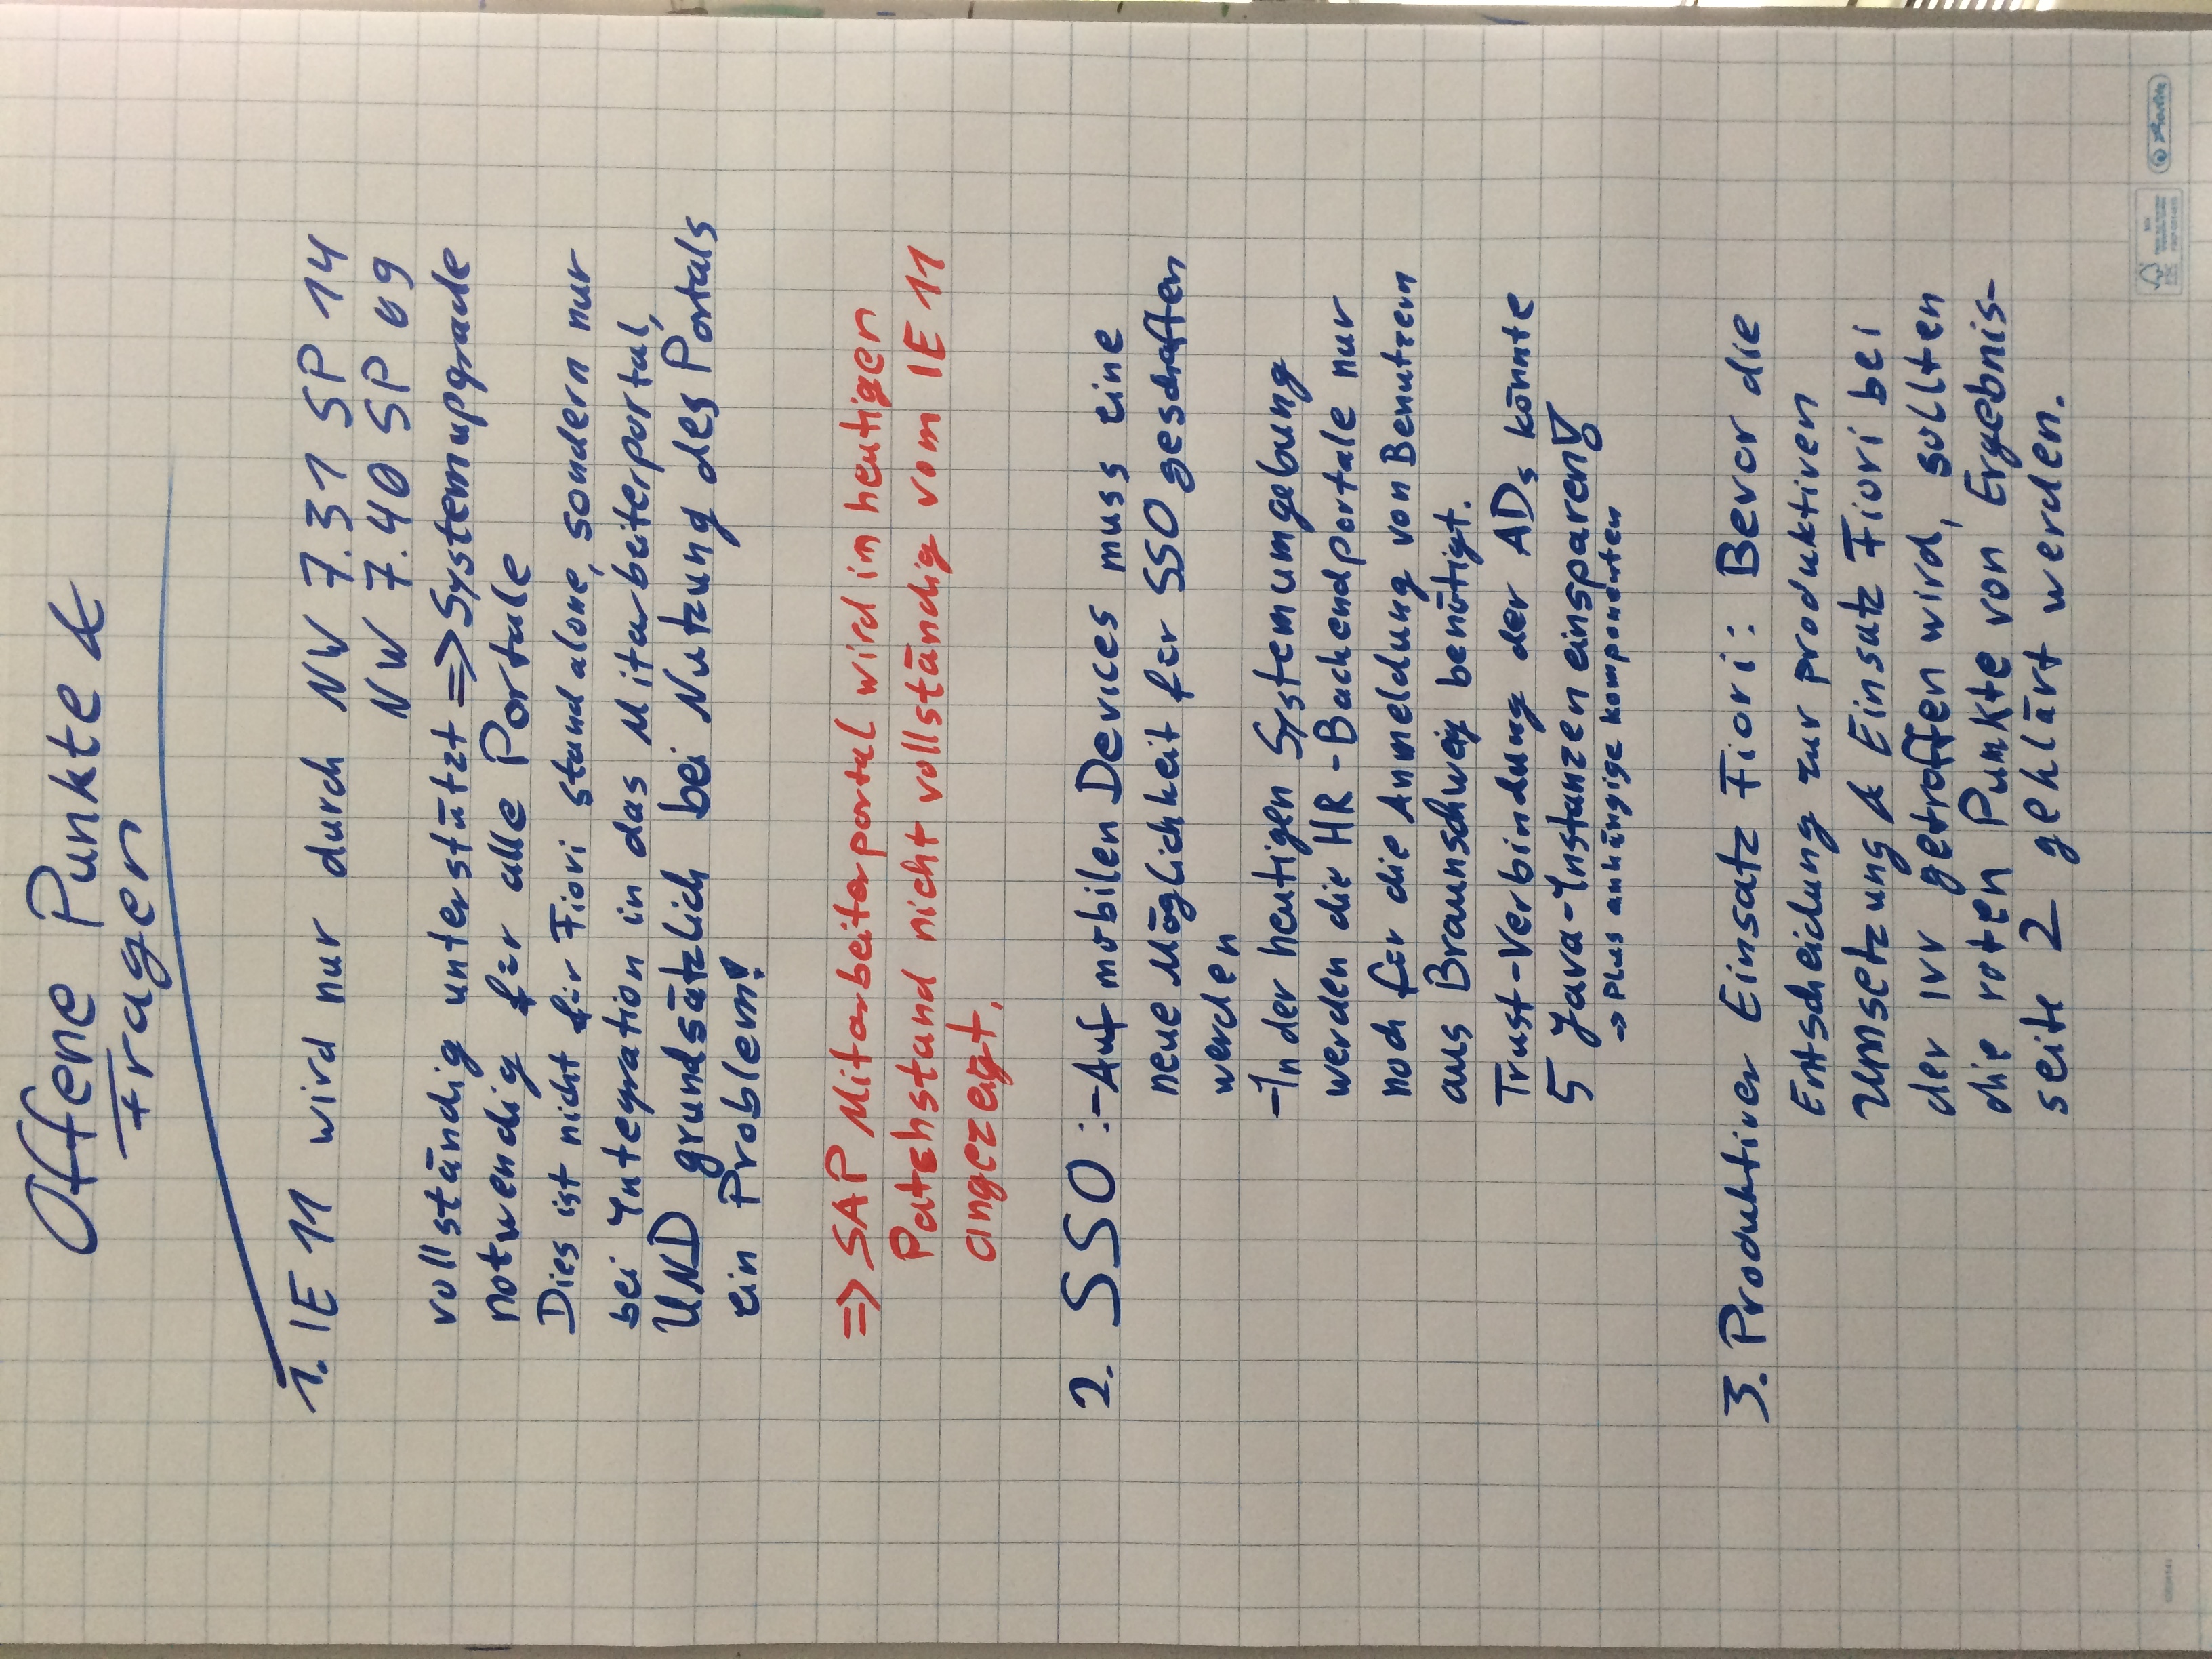 Offene Punkte &
Fragen
1. IE 11 wird nur durch NW 7.31 SP 14
NW 7.40 SP 09
vollständig unterstützt => Systemupgrade
notwendig für alle Portale
Dies ist nicht für Fiori standalone, sondern nur
bei Integration in das Mitarbeiterportal,
UND grundsätzlich bei Nutzung des Portals
ein Problem!
=> SAP Mitarbeiterportal wird im heutigen
Patchstand nicht vollständig vom IE 11
angezeigt.
2. SSO: - Auf mobilen Devices muss eine
neue Möglichkeit für SSO geschaffen
werden
- In der heutigen Systemumgebung
werden die HR-Backendportale nur
noch für die Anmeldung von Benutzern
aus Braunschweig benötigt.
Trust-Verbindung der ADs könnte
5 Java-Instanzen einsparen!
-> Plus anhängige Komponenten
3. Produktiver Einsatz Fiori: Bevor die
Entscheidung zur produktiven
Umsetzung & Einsatz Fiori bei
der IVV getroffen wird, sollten
die roten Punkte von Ergebnis-
seite 2 geklärt werden.
FSC
Herlitz